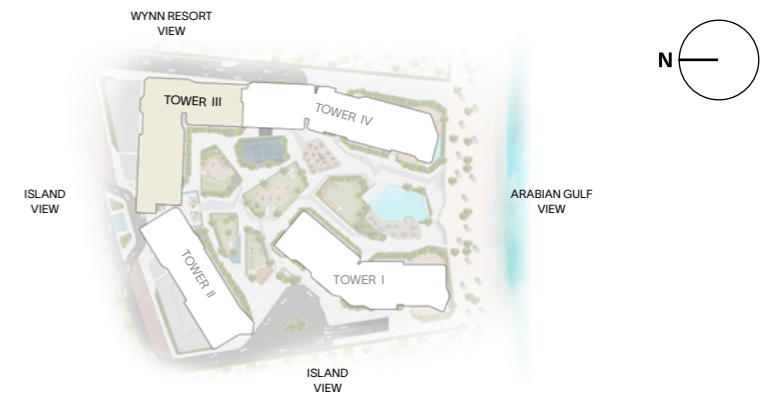 WYNN RESORT
VIEW
N
TOWER III
TOWER IV
ISLAND
VIEW
ARABIAN GULF
VIEW
TOWER II
TOWER I
ISLAND
VIEW